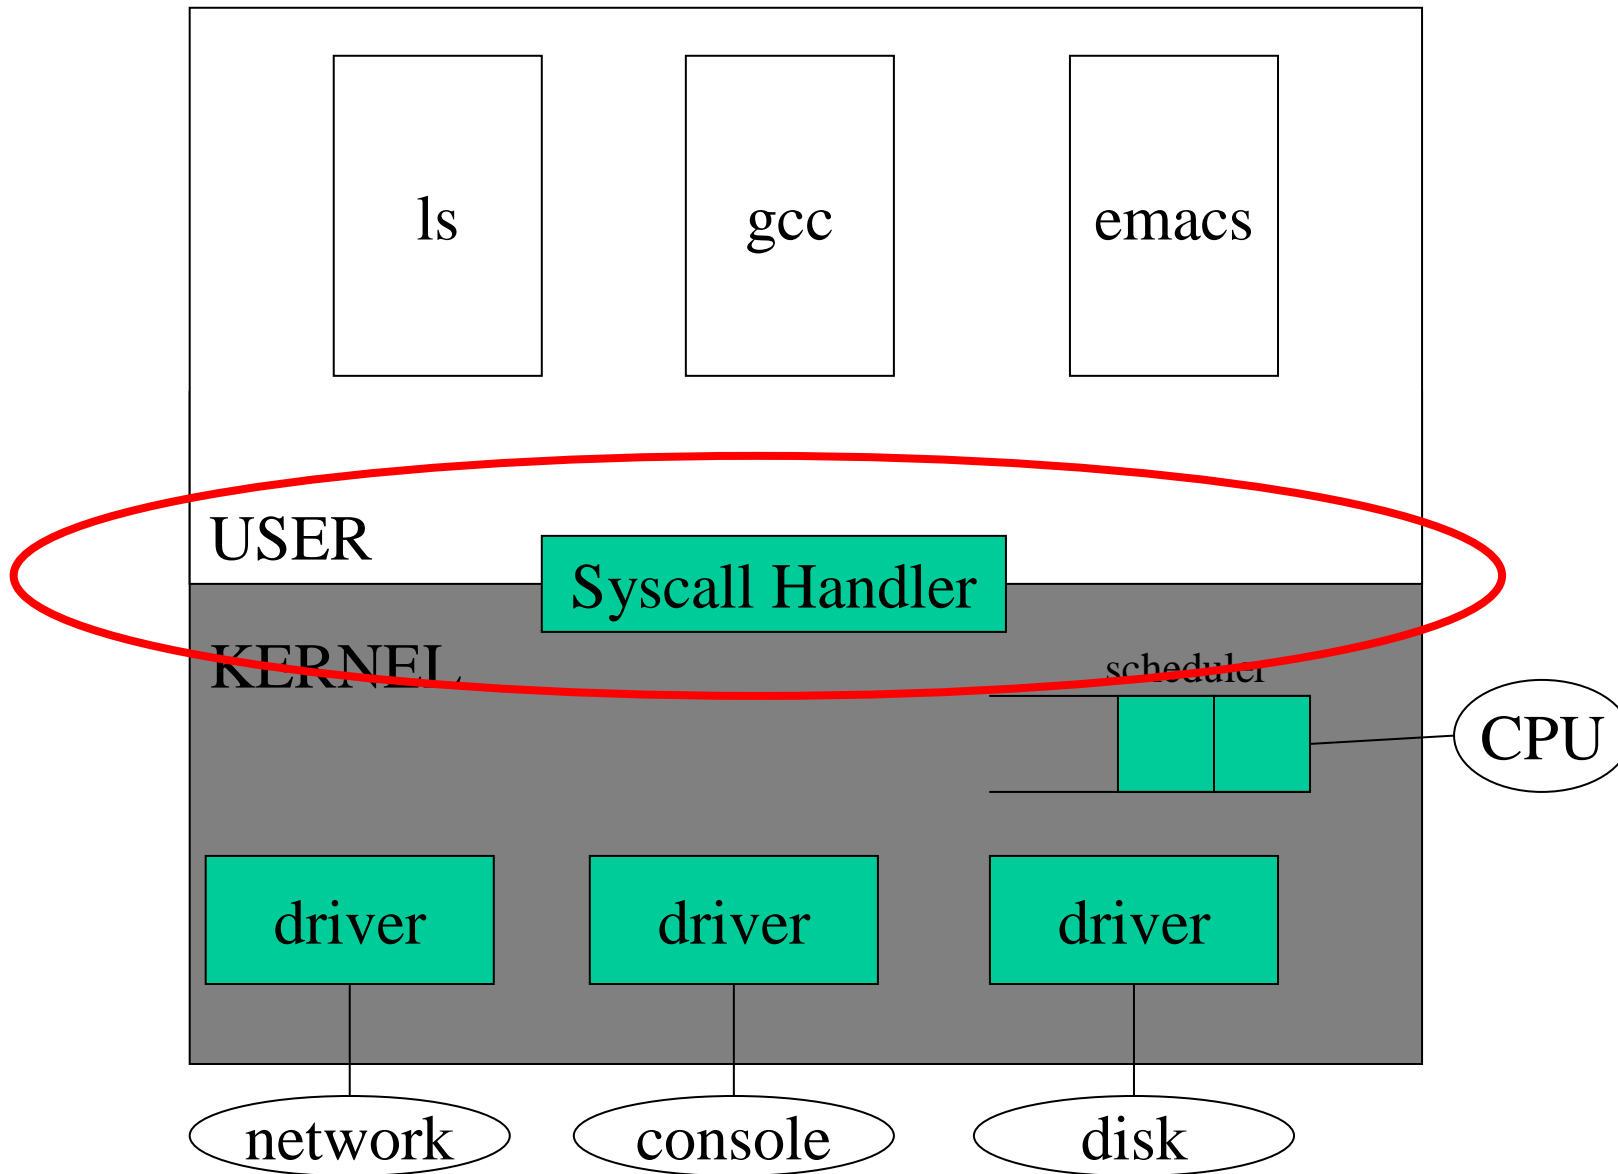 ls
gcc
emacs
USER
Syscall Handler
KERNEL
scheduler
CPU
driver
driver
driver
network
console
disk